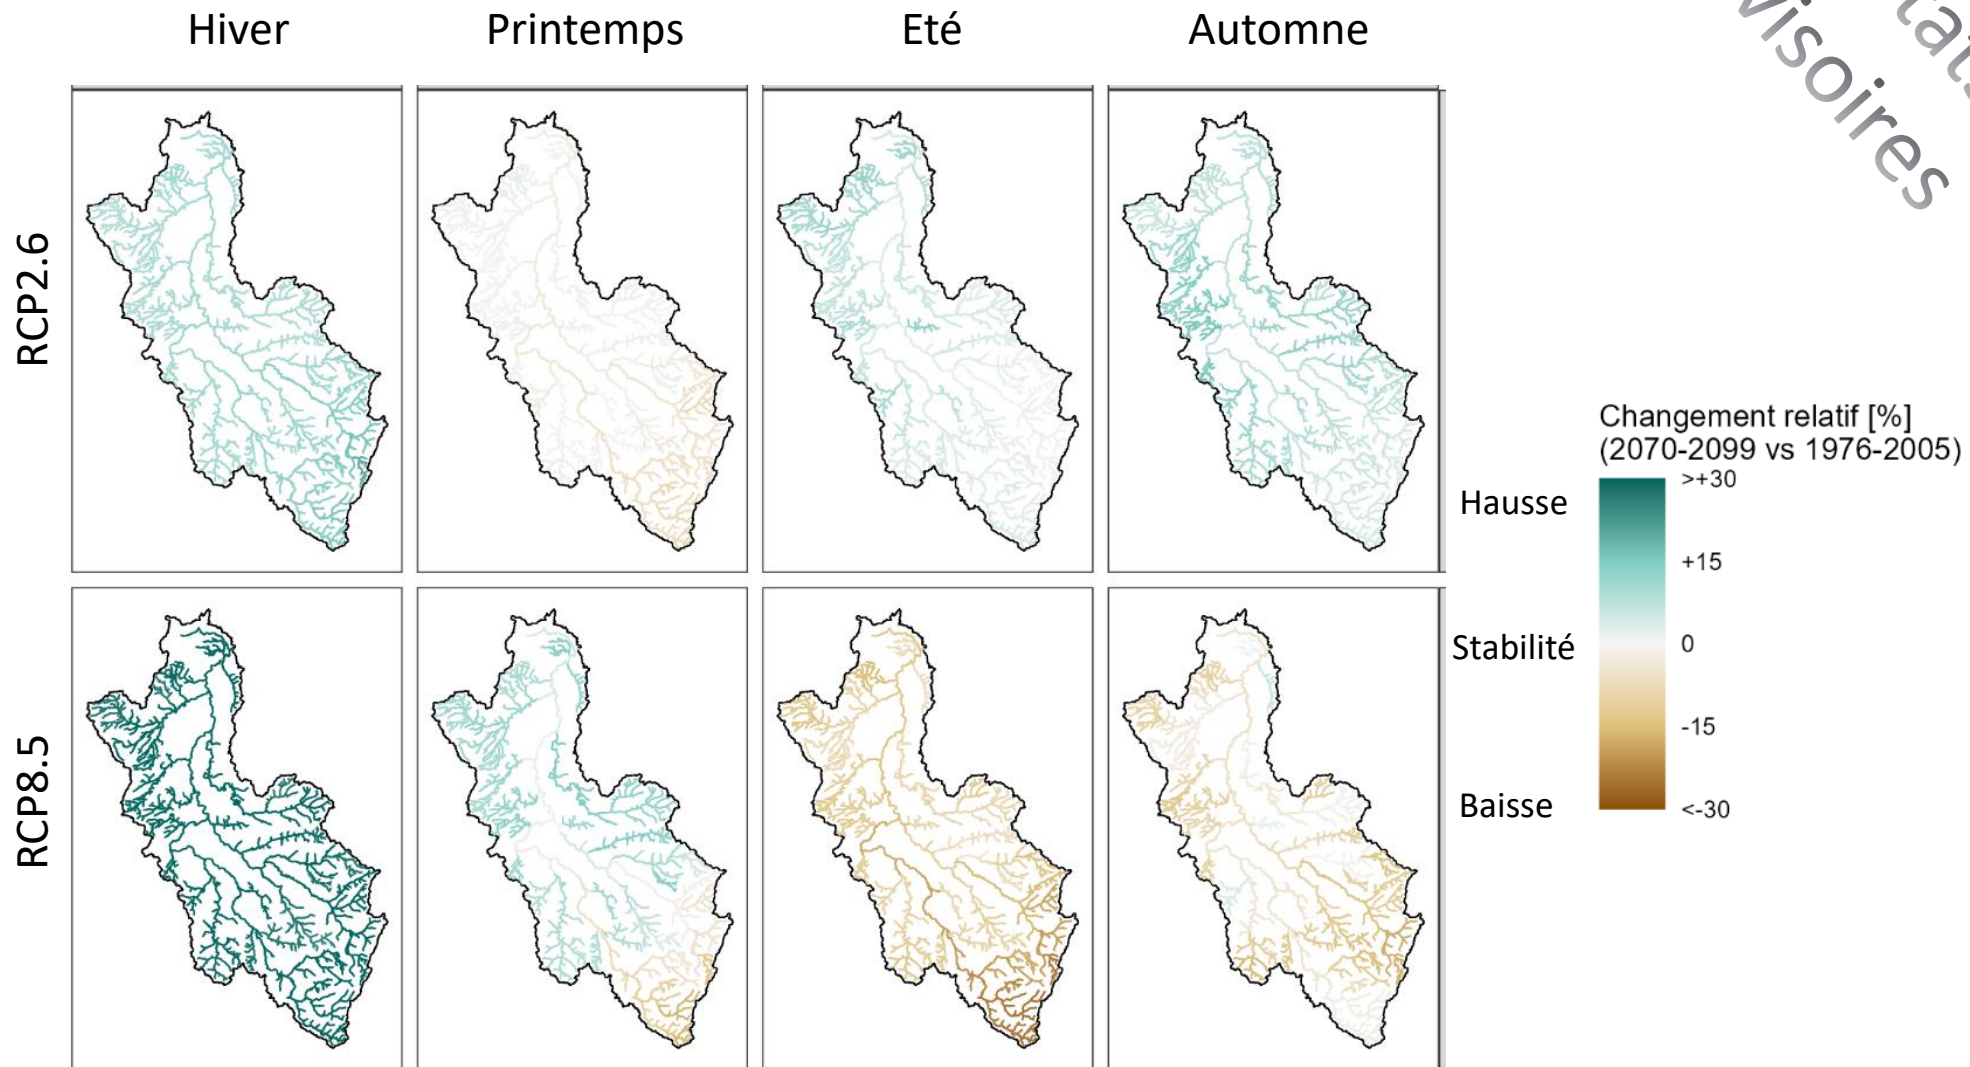 Hiver Printemps Eté Automne
visoires
RCP2.6
RCP8.5
Changement relatif [%]
(2070-2099 vs 1976-2005)
>+30
Hausse
+15
Stabilité
0
-15
Baisse
<-30